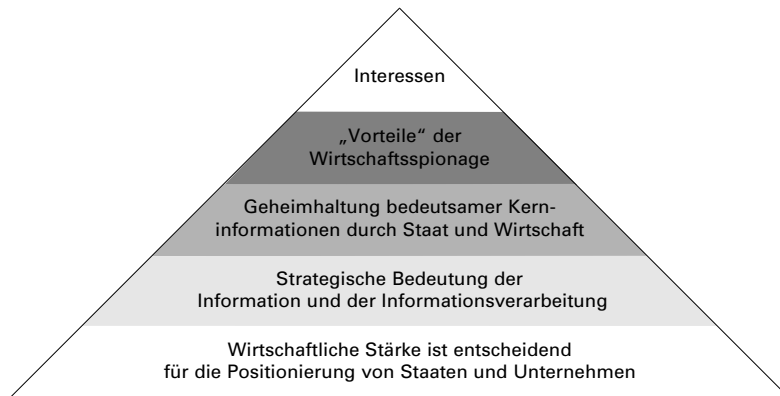 Interessen
„Vorteile“ der
Wirtschaftsspionage
Geheimhaltung bedeutsamer Kern-
informationen durch Staat und Wirtschaft
Strategische Bedeutung der
Information und der Informationsverarbeitung
Wirtschaftliche Stärke ist entscheidend
für die Positionierung von Staaten und Unternehmen